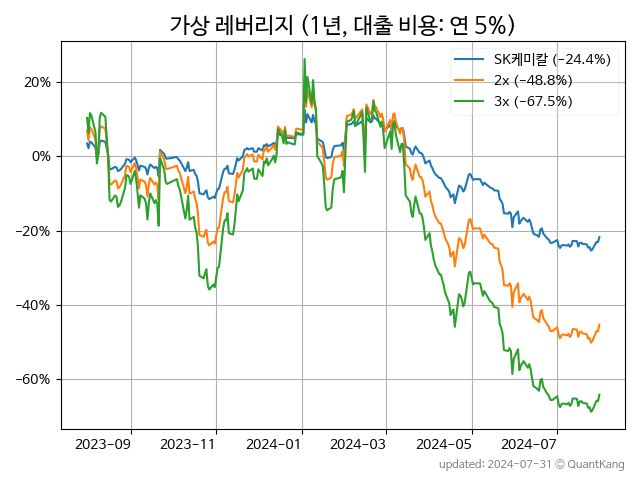 가상 레버리지 (1년, 대출 비용: 연 5%)
SK케미칼 (−24.4%)
2x (−48.8%)
3x (−67.5%)
20%
0%
−20%
−40%
−60%
2023-09 2023-11 2024-01 2024-03 2024-05 2024-07
updated: 2024-07-31 © QuantKang